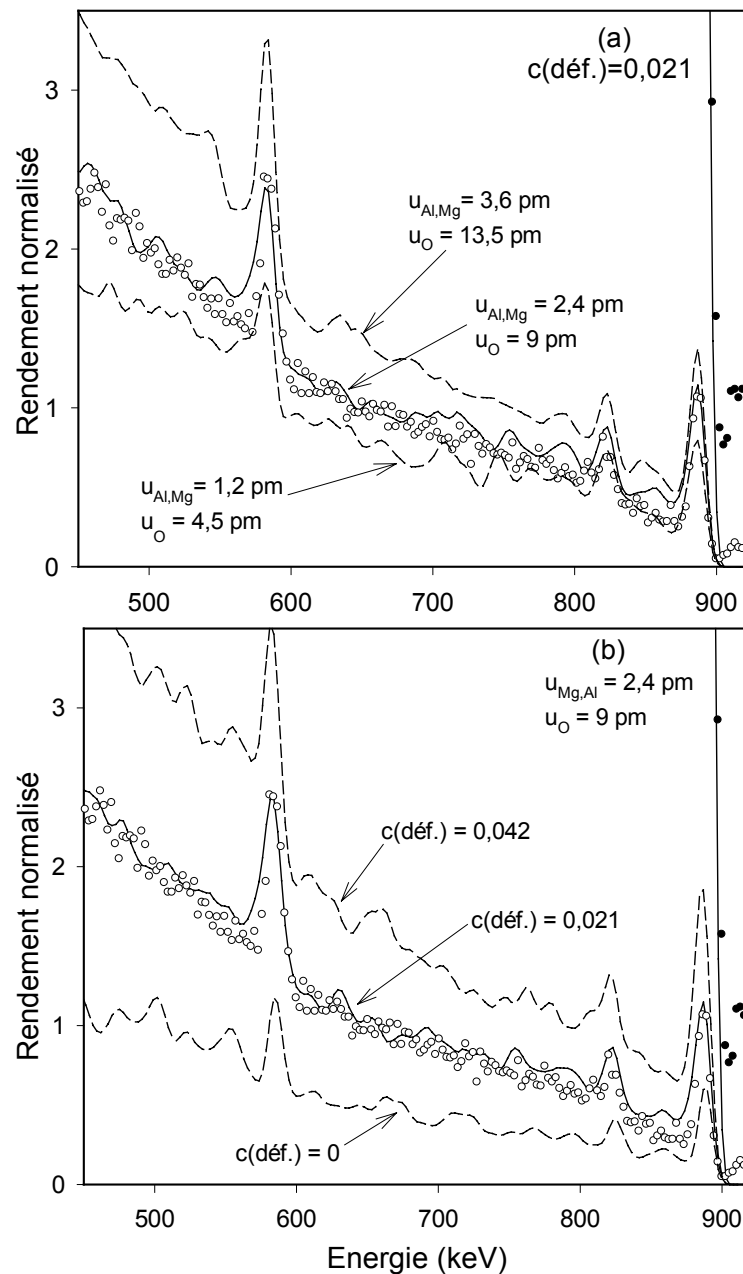 (a)
c(déf.)=0,021
3
2
1
0
Rendement normalisé
u_Al,Mg = 3,6 pm
u_O = 13,5 pm
u_Al,Mg = 2,4 pm
u_O = 9 pm
u_Al,Mg = 1,2 pm
u_O = 4,5 pm
500 600 700 800 900
(b)
u_Mg,Al = 2,4 pm
u_O = 9 pm
3
2
1
0
Rendement normalisé
c(déf.) = 0,042
c(déf.) = 0,021
c(déf.) = 0
500 600 700 800 900
Energie (keV)